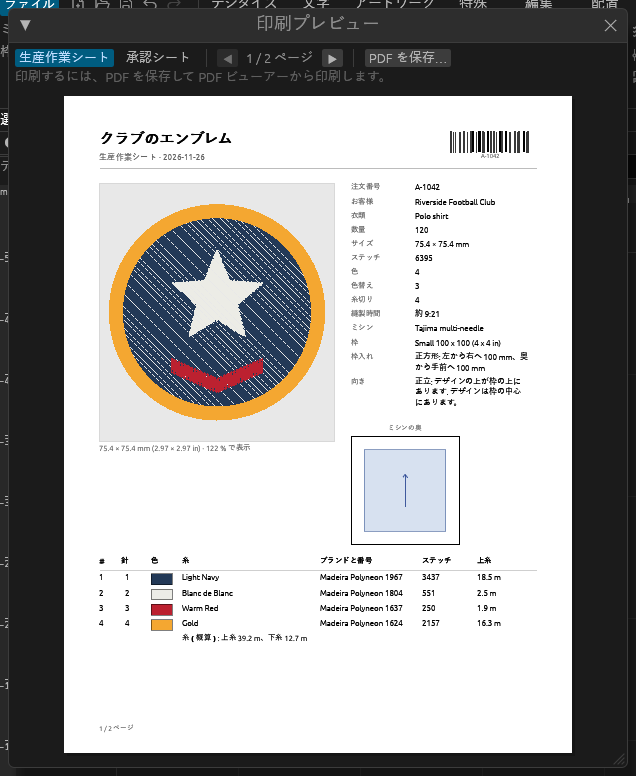 ファイル デジタイズ 文字 アートワーク 特殊 編集 配置
印刷プレビュー
生産作業シート 承認シート 1 / 2 ページ PDF を保存...
印刷するには、PDF を保存して PDF ビューアーから印刷します。
クラブのエンブレム
生産作業シート · 2026-11-26
A-1042
注文番号 A-1042
お客様 Riverside Football Club
衣類 Polo shirt
数量 120
サイズ 75.4 × 75.4 mm
ステッチ 6395
色 4
色替え 3
糸切り 4
縫製時間 約 9:21
ミシン Tajima multi-needle
枠 Small 100 x 100 (4 x 4 in)
枠入れ 正方形: 左から右へ 100 mm、奥
から手前へ 100 mm
向き 正立: デザインの上が枠の上に
あります. デザインは枠の中心
にあります。
75.4 × 75.4 mm (2.97 × 2.97 in) · 122 % で表示
ミシンの奥
# 針 色 糸 ブランドと番号 ステッチ 上糸
1 1 Light Navy Madeira Polyneon 1967 3437 18.5 m
2 2 Blanc de Blanc Madeira Polyneon 1804 551 2.5 m
3 3 Warm Red Madeira Polyneon 1637 250 1.9 m
4 4 Gold Madeira Polyneon 1624 2157 16.3 m
糸 ( 概算 ) : 上糸 39.2 m、下糸 12.7 m
1 / 2 ページ